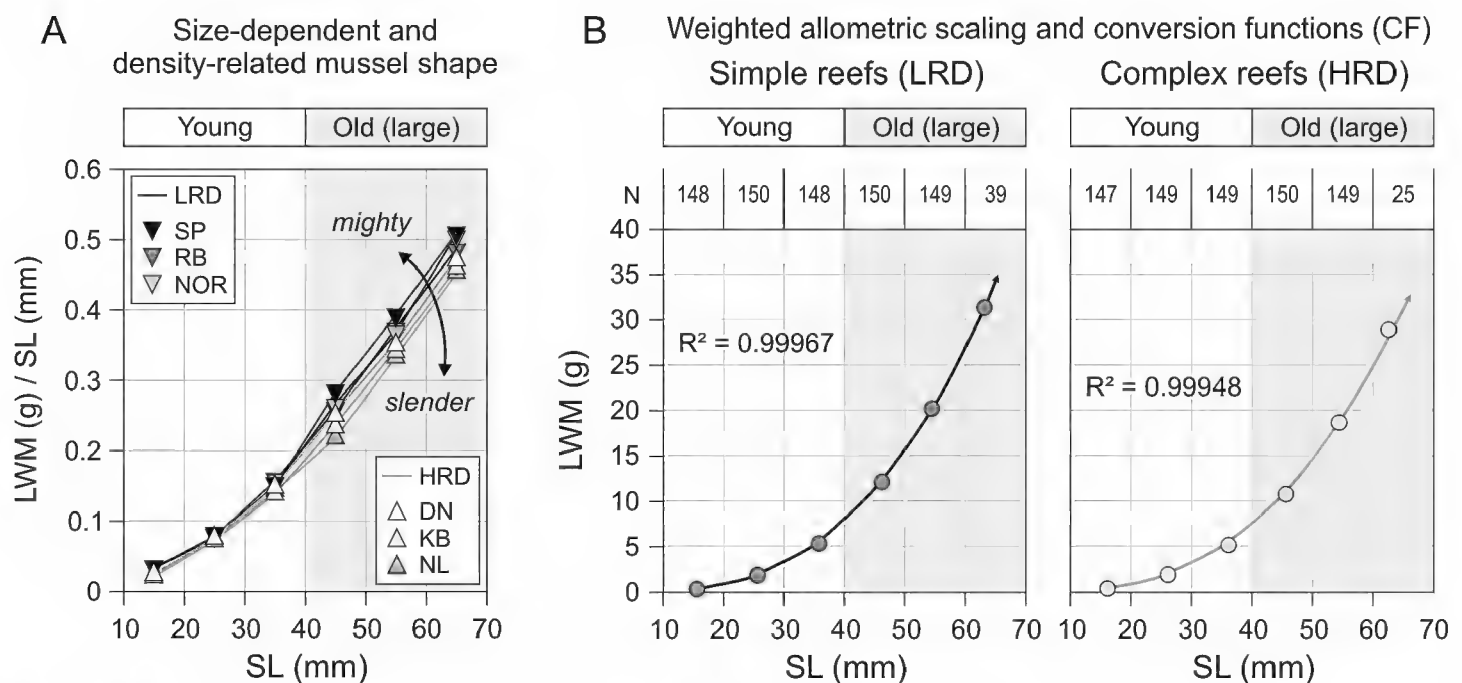 A
Size-dependent and
density-related mussel shape
Young
Old (large)
0.6
0.5
0.4
0.3
0.2
0.1
0
LWM (g) / SL (mm)
LRD
SP
RB
NOR
mighty
slender
HRD
DN
KB
NL
10 20 30 40 50 60 70
SL (mm)
B
Weighted allometric scaling and conversion functions (CF)
Simple reefs (LRD)
Young
Old (large)
N
148 150 148 150 149 39
40
35
30
25
20
15
10
5
0
LWM (g)
R² = 0.99967
10 20 30 40 50 60 70
SL (mm)
Complex reefs (HRD)
Young
Old (large)
147 149 149 150 149 25
R² = 0.99948
10 20 30 40 50 60 70
SL (mm)